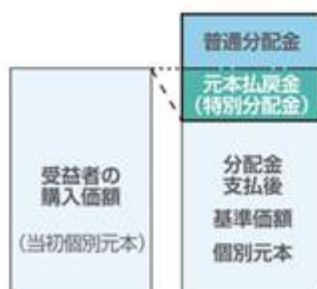 普通分配金
元本払戻金
（特別分配金）
受益者の
購入価額
（当初個別元本）
分配金
支払後
基準価額
個別元本